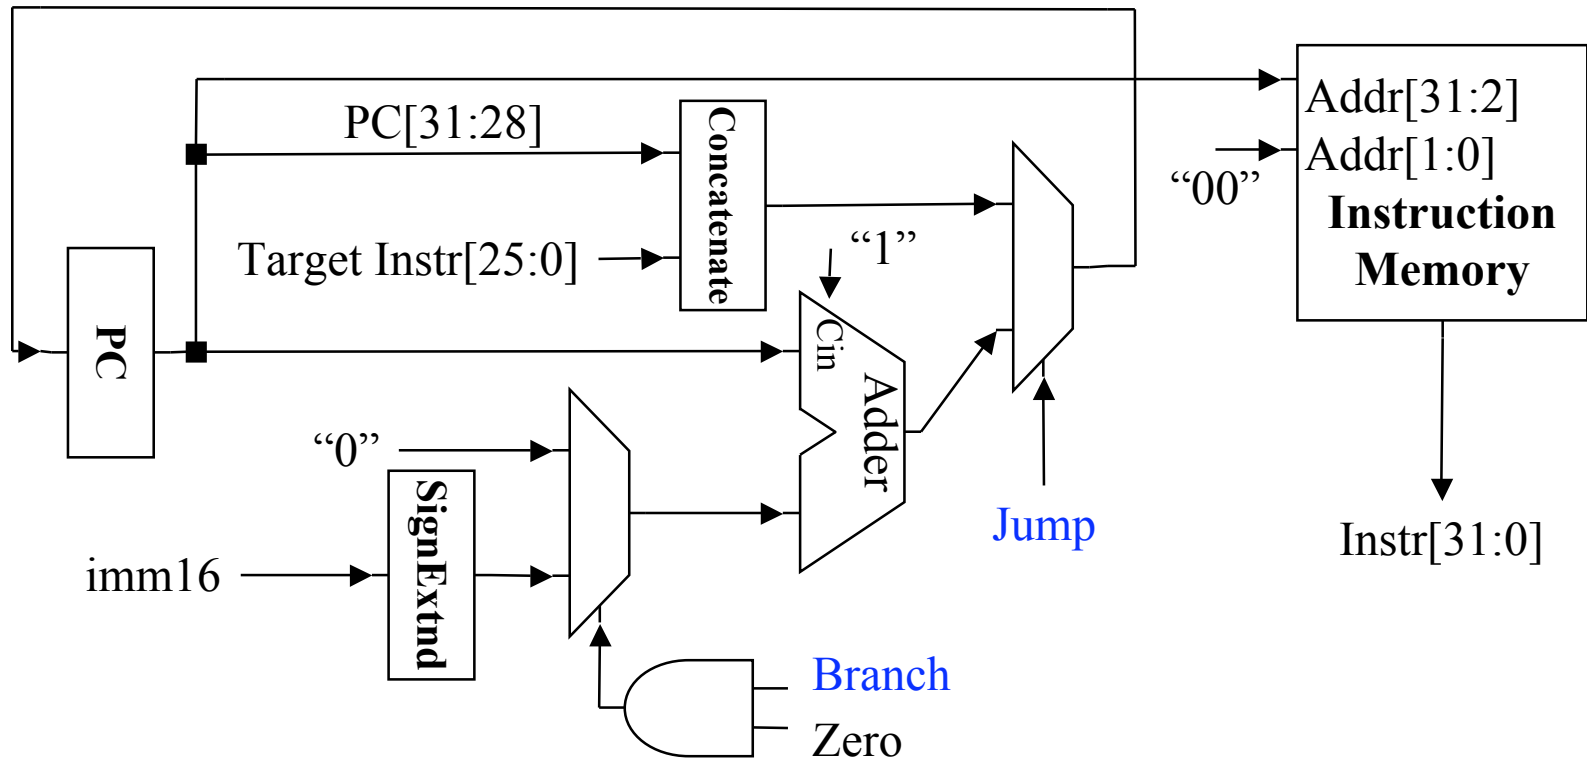 Addr[31:2]
PC[31:28]
Concatenate
Addr[1:0]
“00”
Instruction
Memory
Target Instr[25:0]
“1”
PC
Cin
Adder
“0”
SignExtnd
Jump
Instr[31:0]
imm16
Branch
Zero